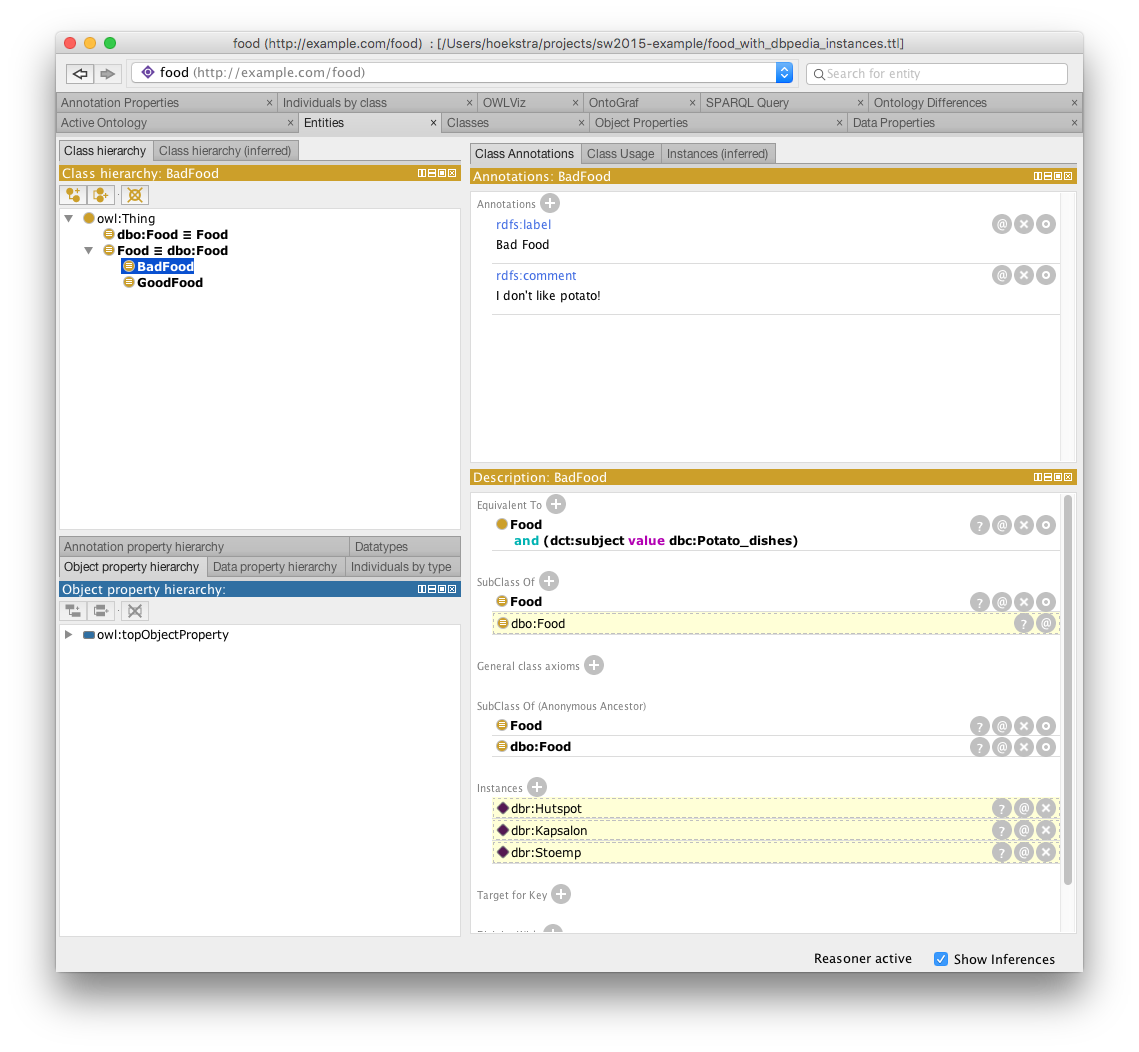 food (http://example.com/food) : [/Users/hoekstra/projects/sw2015-example/food_with_dbpedia_instances.ttl]
food (http://example.com/food)
Search for entity
Annotation Properties × Individuals by class × OWLViz × OntoGraf × SPARQL Query × Ontology Differences ×
Active Ontology × Entities × Classes × Object Properties × Data Properties ×
Class hierarchy Class hierarchy (inferred)
Class hierarchy: BadFood
owl:Thing
dbo:Food ≡ Food
Food ≡ dbo:Food
BadFood
GoodFood
Annotation property hierarchy Datatypes
Object property hierarchy Data property hierarchy Individuals by type
Object property hierarchy:
owl:topObjectProperty
Class Annotations Class Usage Instances (inferred)
Annotations: BadFood
Annotations
rdfs:label
Bad Food
rdfs:comment
I don't like potato!
Description: BadFood
Equivalent To
Food
and (dct:subject value dbc:Potato_dishes)
SubClass Of
Food
dbo:Food
General class axioms
SubClass Of (Anonymous Ancestor)
Food
dbo:Food
Instances
dbr:Hutspot
dbr:Kapsalon
dbr:Stoemp
Target for Key
Reasoner active Show Inferences